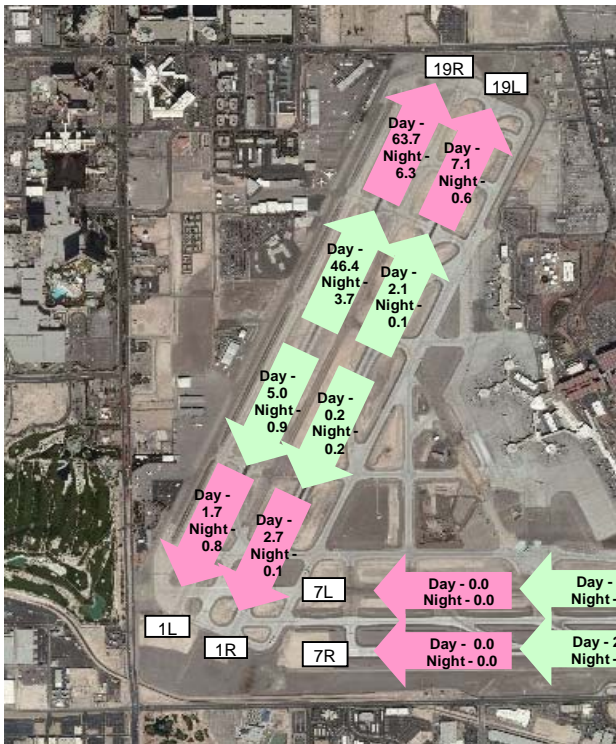 19R
19L
Day -
63.7
Night -
6.3
Day -
7.1
Night -
0.6
Day -
46.4
Night -
3.7
Day -
2.1
Night -
0.1
Day -
5.0
Night -
0.9
Day -
0.2
Night -
0.2
Day -
1.7
Night -
0.8
Day -
2.7
Night -
0.1
7L
Day - 0.0
Night - 0.0
Day -
Night -
1L
1R
7R
Day - 0.0
Night - 0.0
Day - 2
Night -